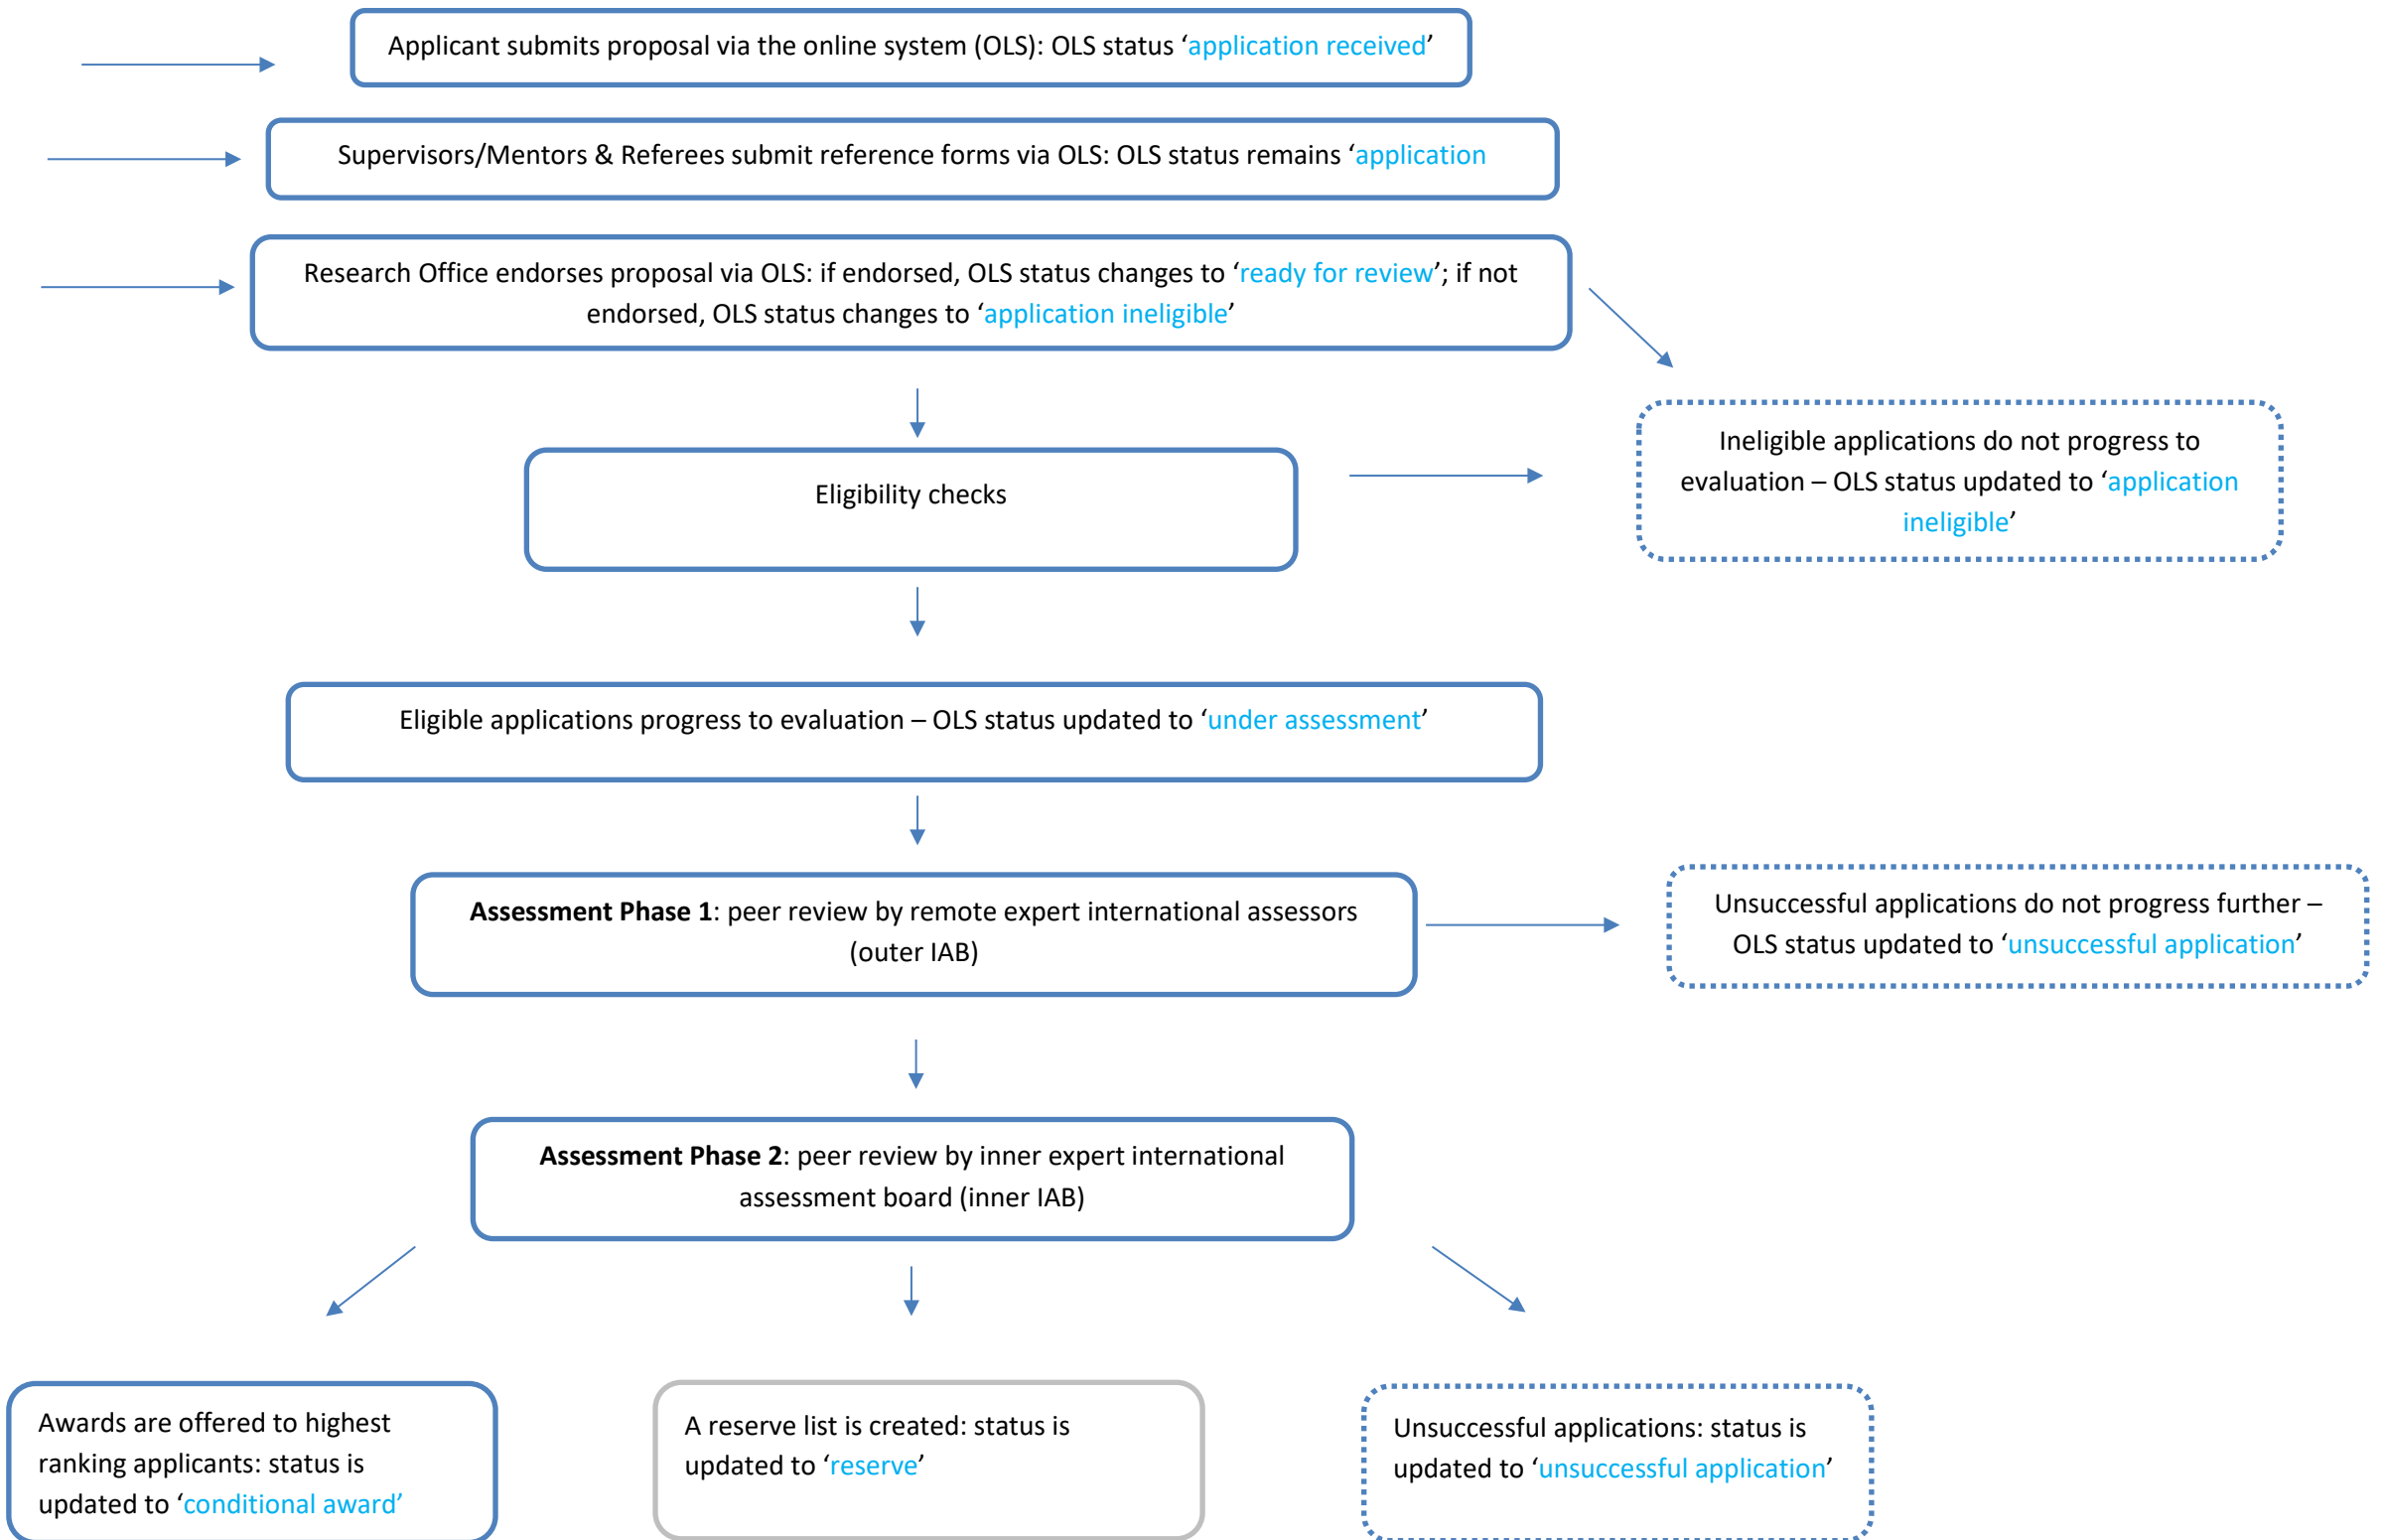 Applicant submits proposal via the online system (OLS): OLS status ‘application received’
Supervisors/Mentors & Referees submit reference forms via OLS: OLS status remains ‘application
Research Office endorses proposal via OLS: if endorsed, OLS status changes to ‘ready for review’; if not
endorsed, OLS status changes to ‘application ineligible’
Ineligible applications do not progress to
evaluation – OLS status updated to ‘application
ineligible’
Eligibility checks
Eligible applications progress to evaluation – OLS status updated to ‘under assessment’
Assessment Phase 1: peer review by remote expert international assessors
(outer IAB)
Unsuccessful applications do not progress further –
OLS status updated to ‘unsuccessful application’
Assessment Phase 2: peer review by inner expert international
assessment board (inner IAB)
Awards are offered to highest
ranking applicants: status is
updated to ‘conditional award’
A reserve list is created: status is
updated to ‘reserve’
Unsuccessful applications: status is
updated to ‘unsuccessful application’